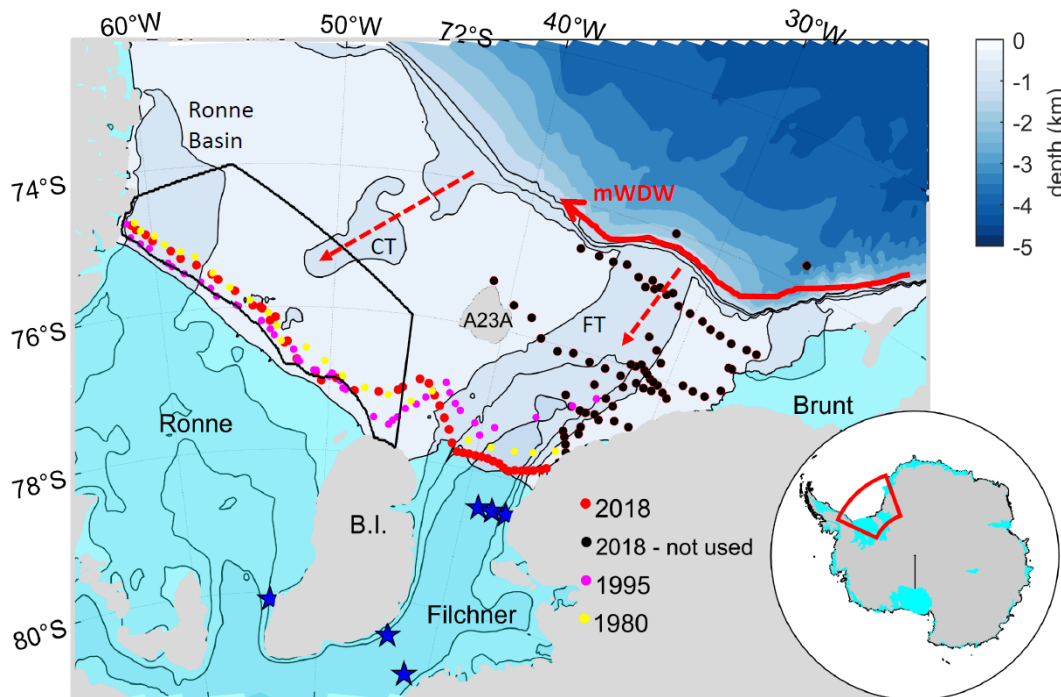 60°W
50°W
72°S
40°W
30°W
0
-1
-2
-3
-4
-5
depth (km)
Ronne
Basin
74°S
mWDW
CT
A23A
FT
76°S
Ronne
Brunt
78°S
B.I.
2018
2018 - not used
1995
1980
Filchner
80°S